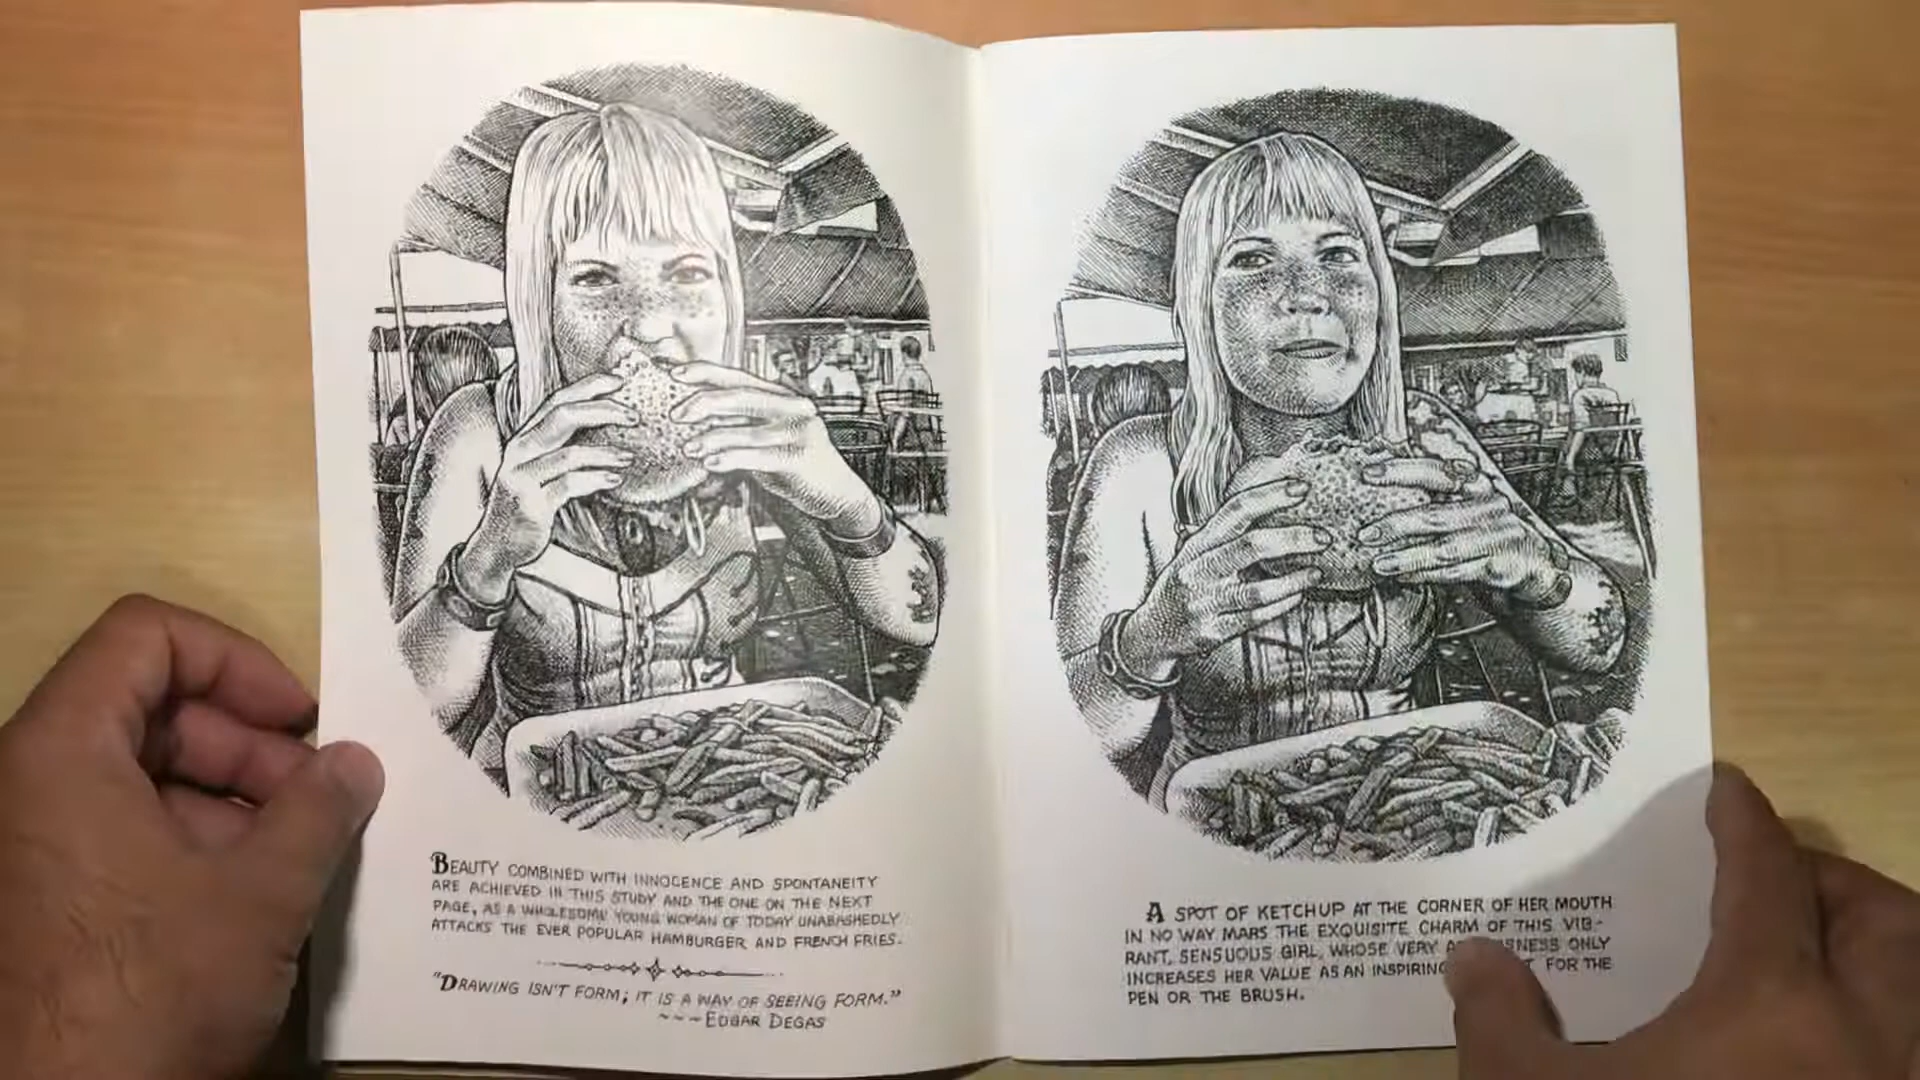 BEAUTY COMBINED WITH INNOCENCE AND SPONTANEITY
ARE ACHIEVED IN THIS STUDY AND THE ONE ON THE NEXT
PAGE, AS A WHOLESOME YOUNG WOMAN OF TODAY UNABASHEDLY
ATTACKS THE EVER POPULAR HAMBURGER AND FRENCH FRIES.
"DRAWING ISN'T FORM; IT IS A WAY OF SEEING FORM."
~~~EDGAR DEGAS
A SPOT OF KETCHUP AT THE CORNER OF HER MOUTH
IN NO WAY MARS THE EXQUISITE CHARM OF THIS VIB-
RANT, SENSUOUS GIRL, WHOSE VERY ONLY
INCREASES HER VALUE AS AN INSPIRING FOR THE
PEN OR THE BRUSH.